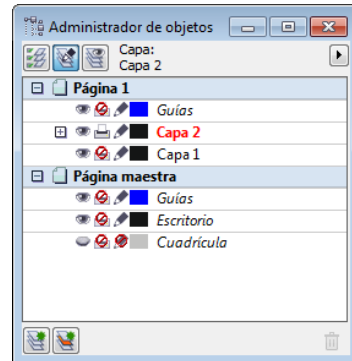 Administrador de objetos
Capa:
Capa 2
Página 1
Guías
Capa 2
Capa 1
Página maestra
Guías
Escritorio
Cuadrícula